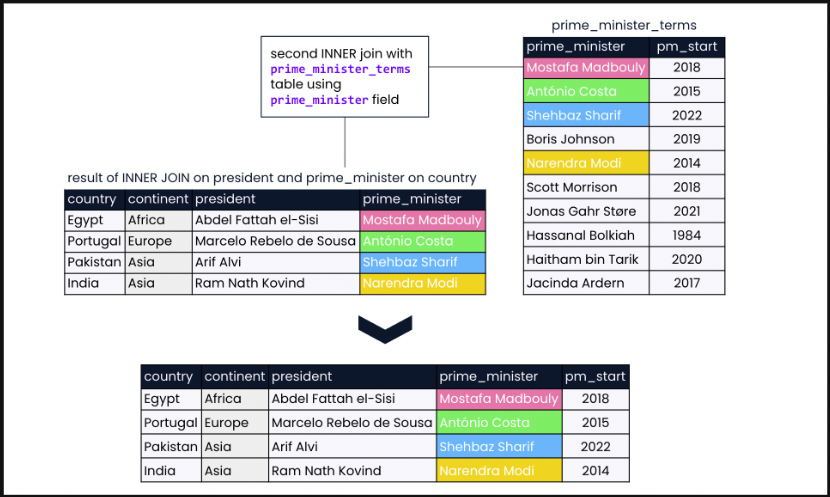 prime_minister_terms
second INNER join with
prime_minister_terms
table using
prime_minister field
prime_minister pm_start
Mostafa Madbouly 2018
António Costa 2015
Shehbaz Sharif 2022
Boris Johnson 2019
Narendra Modi 2014
Scott Morrison 2018
Jonas Gahr Støre 2021
Hassanal Bolkiah 1984
Haitham bin Tarik 2020
Jacinda Ardern 2017
result of INNER JOIN on president and prime_minister on country
country continent president prime_minister
Egypt Africa Abdel Fattah el-Sisi Mostafa Madbouly
Portugal Europe Marcelo Rebelo de Sousa António Costa
Pakistan Asia Arif Alvi Shehbaz Sharif
India Asia Ram Nath Kovind Narendra Modi
country continent president prime_minister pm_start
Egypt Africa Abdel Fattah el-Sisi Mostafa Madbouly 2018
Portugal Europe Marcelo Rebelo de Sousa António Costa 2015
Pakistan Asia Arif Alvi Shehbaz Sharif 2022
India Asia Ram Nath Kovind Narendra Modi 2014